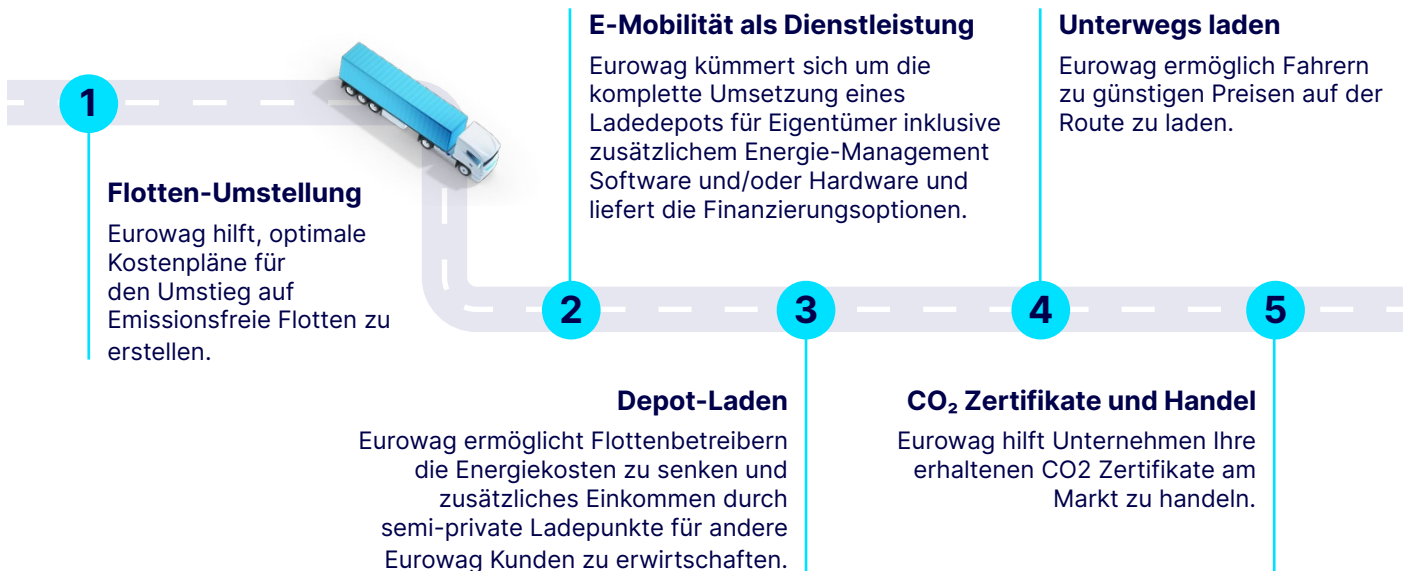 1
Flotten-Umstellung
Eurowag hilft, optimale
Kostenpläne für
den Umstieg auf
Emissionsfreie Flotten zu
erstellen.
E-Mobilität als Dienstleistung
Eurowag kümmert sich um die
komplette Umsetzung eines
Ladedepots für Eigentümer inklusive
zusätzlichem Energie-Management
Software und/oder Hardware und
liefert die Finanzierungsoptionen.
2
3
Depot-Laden
Eurowag ermöglicht Flottenbetreibern
die Energiekosten zu senken und
zusätzliches Einkommen durch
semi-private Ladepunkte für andere
Eurowag Kunden zu erwirtschaften.
Unterwegs laden
Eurowag ermöglich Fahrern
zu günstigen Preisen auf der
Route zu laden.
4
5
CO₂ Zertifikate und Handel
Eurowag hilft Unternehmen Ihre
erhaltenen CO2 Zertifikate am
Markt zu handeln.